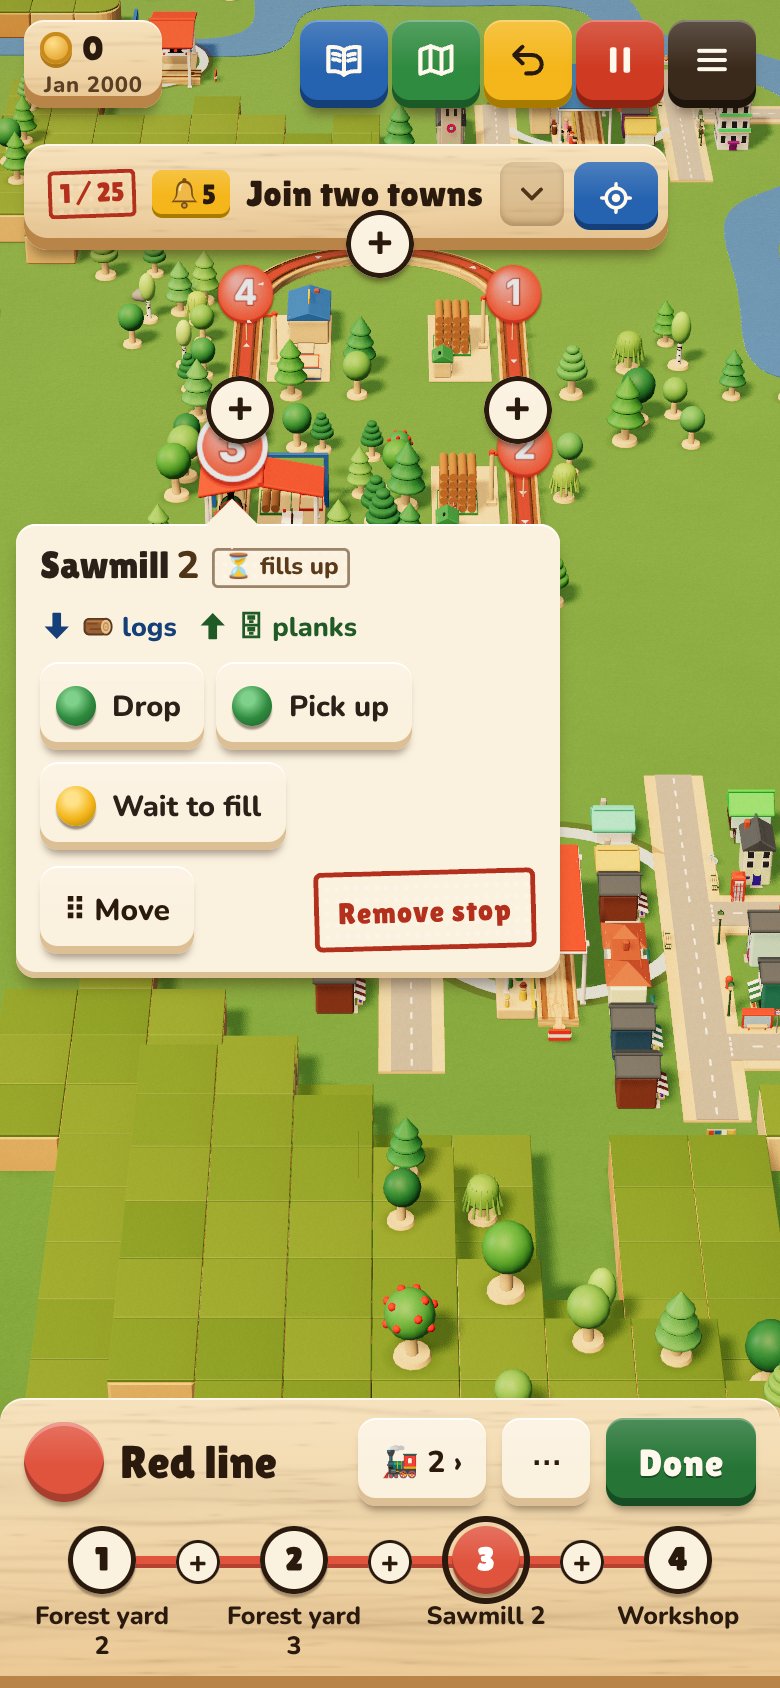 0
Jan 2000
1 / 25
5
Join two towns
4
1
3
2
Sawmill 2
fills up
logs
planks
Drop
Pick up
Wait to fill
Move
Remove stop
Red line
2 ›
...
Done
1
2
3
4
Forest yard 2
Forest yard 3
Sawmill 2
Workshop